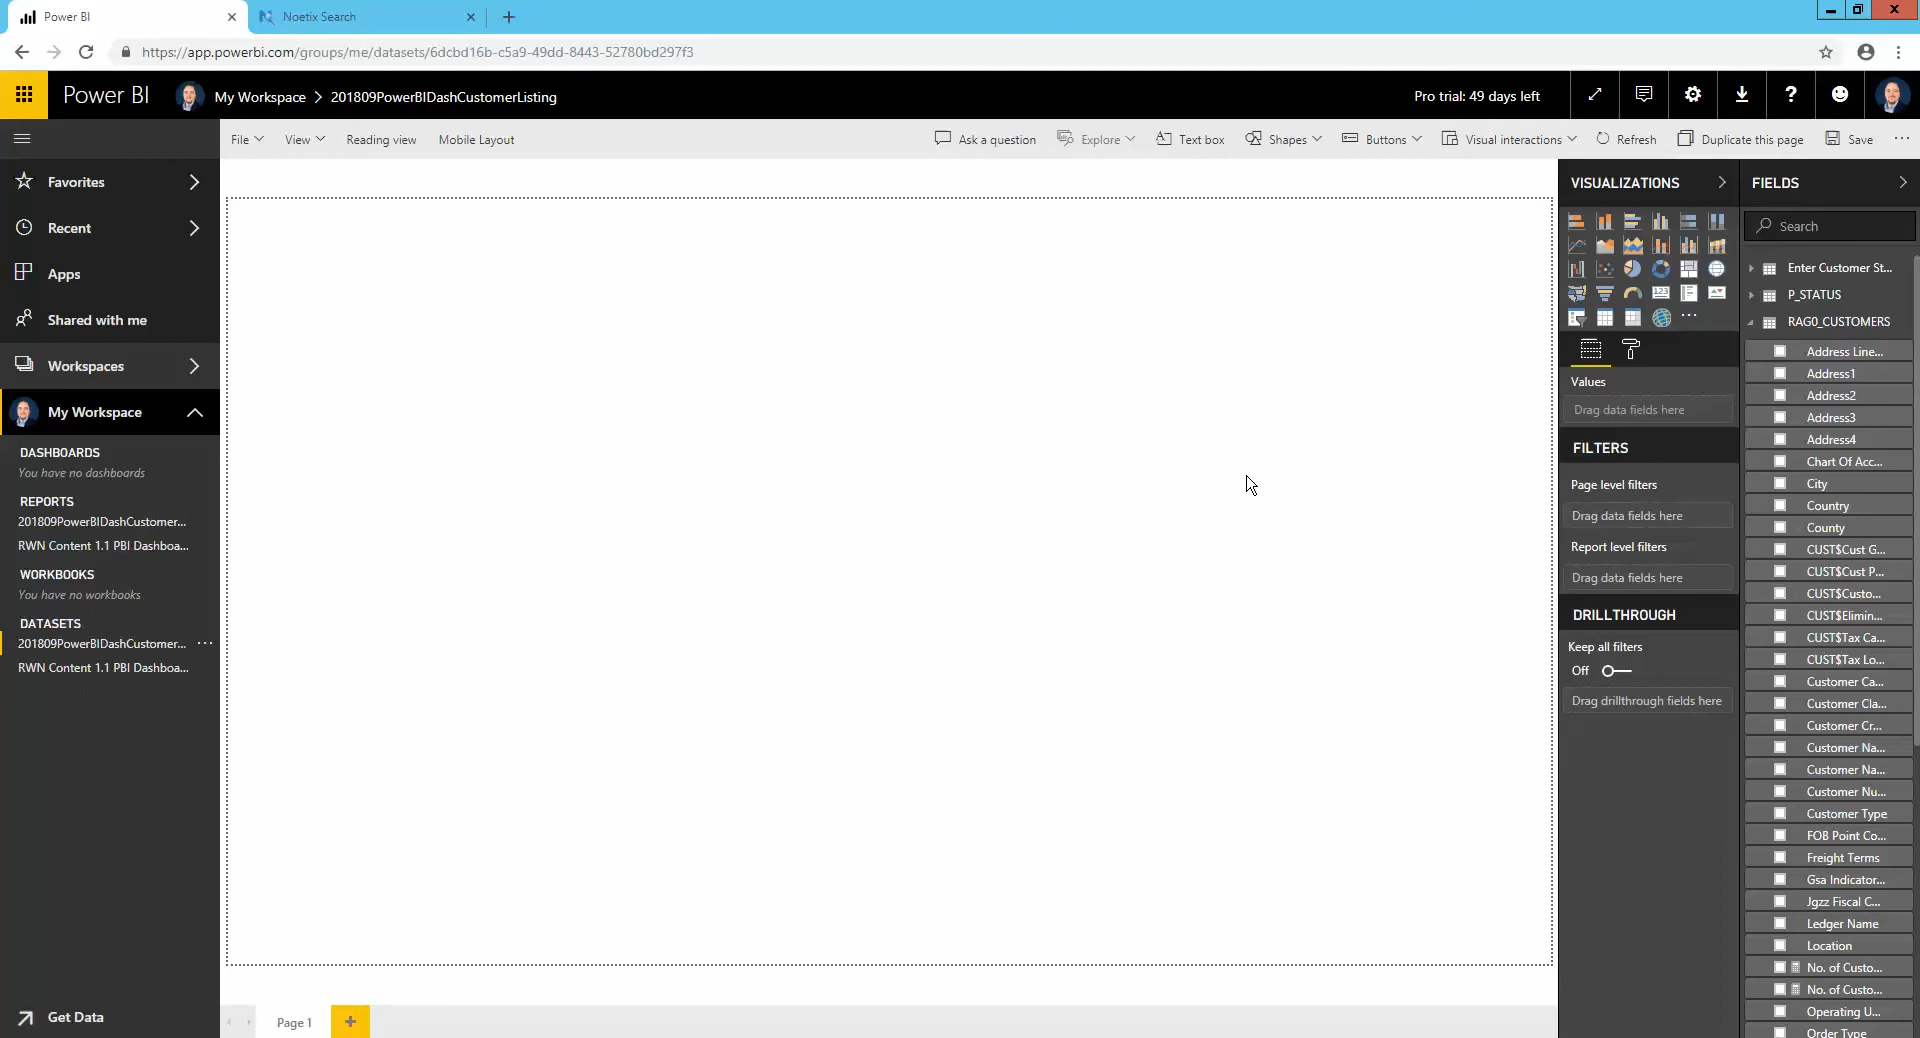 Power BI
Noetix Search
https://app.powerbi.com/groups/me/datasets/6dcbd16b-c5a9-49dd-8443-52780bd297f3
Power BI
My Workspace > 201809PowerBIDashCustomerListing
Pro trial: 49 days left
File
View
Reading view
Mobile Layout
Ask a question
Explore
Text box
Shapes
Buttons
Visual interactions
Refresh
Duplicate this page
Save
Favorites
Recent
Apps
Shared with me
Workspaces
My Workspace
DASHBOARDS
You have no dashboards
REPORTS
201809PowerBIDashCustomer...
RWN Content 1.1 PBI Dashboa...
WORKBOOKS
You have no workbooks
DATASETS
201809PowerBIDashCustomer...
RWN Content 1.1 PBI Dashboa...
Get Data
Page 1
VISUALIZATIONS
123
Values
Drag data fields here
FILTERS
Page level filters
Drag data fields here
Report level filters
Drag data fields here
DRILLTHROUGH
Keep all filters
Off
Drag drillthrough fields here
FIELDS
Search
Enter Customer St...
P_STATUS
RAG0_CUSTOMERS
Address Line...
Address1
Address2
Address3
Address4
Chart Of Acc...
City
Country
County
CUST$Cust G...
CUST$Cust P...
CUST$Custo...
CUST$Elimin...
CUST$Tax Ca...
CUST$Tax Lo...
Customer Ca...
Customer Cla...
Customer Cr...
Customer Na...
Customer Na...
Customer Nu...
Customer Type
FOB Point Co...
Freight Terms
Gsa Indicator...
Jgzz Fiscal C...
Ledger Name
Location
No. of Custo...
No. of Custo...
Operating U...
Order Type